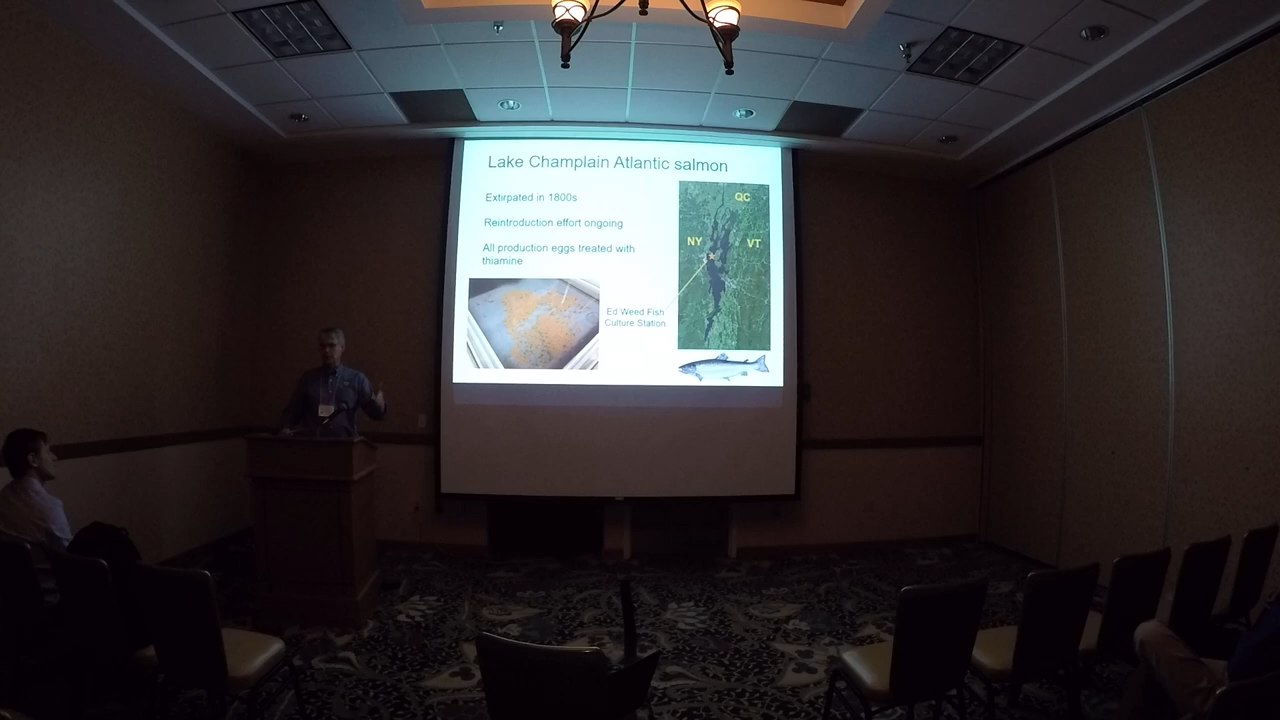 Lake Champlain Atlantic salmon
Extirpated in 1800s
Reintroduction effort ongoing
All production eggs treated with
thiamine
QC
NY
VT
Ed Weed Fish
Culture Station